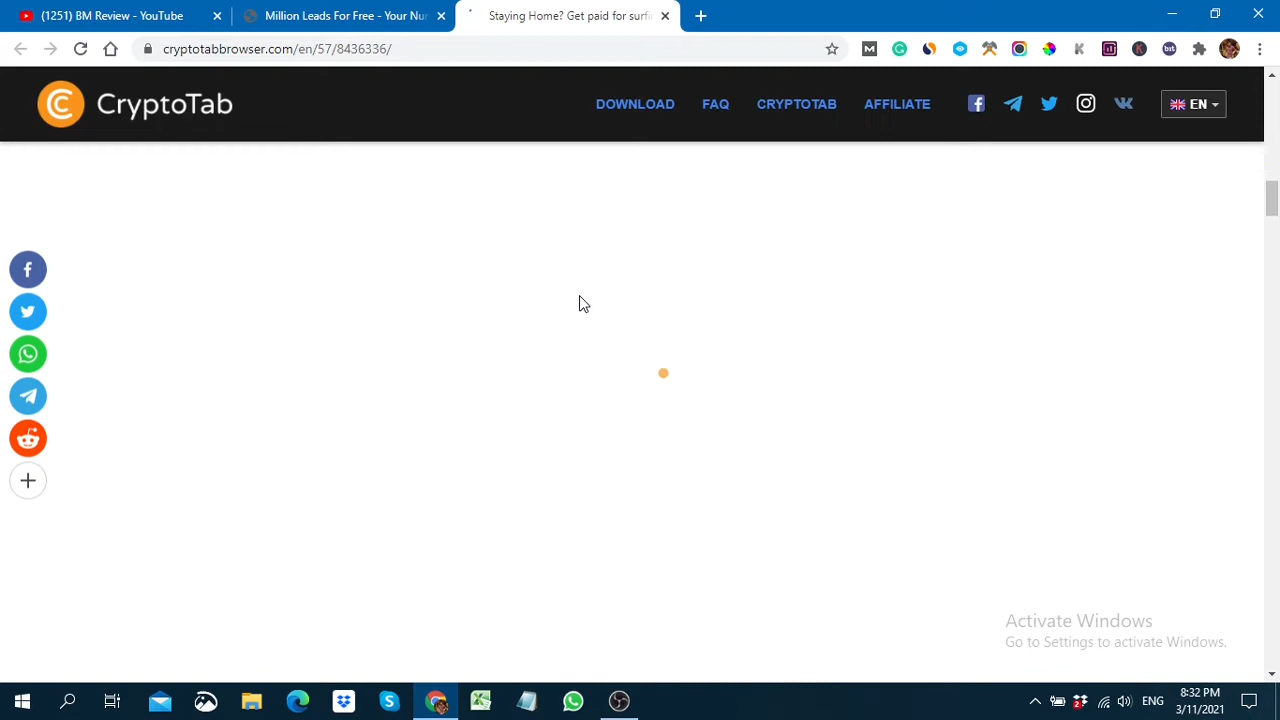 (1251) BM Review - YouTube
Million Leads For Free - Your Nu
Staying Home? Get paid for surfi
cryptotabbrowser.com/en/57/8436336/
CryptoTab
DOWNLOAD
FAQ
CRYPTOTAB
AFFILIATE
EN
Activate Windows
Go to Settings to activate Windows.
ENG
8:32 PM
3/11/2021